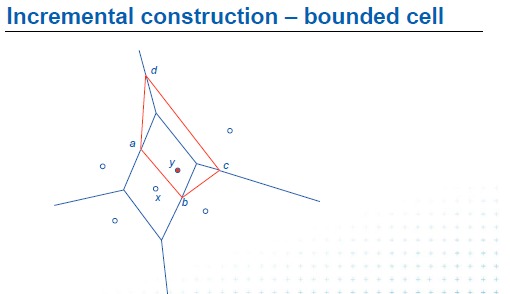 Incremental construction – bounded cell
d
a
y
c
x
b